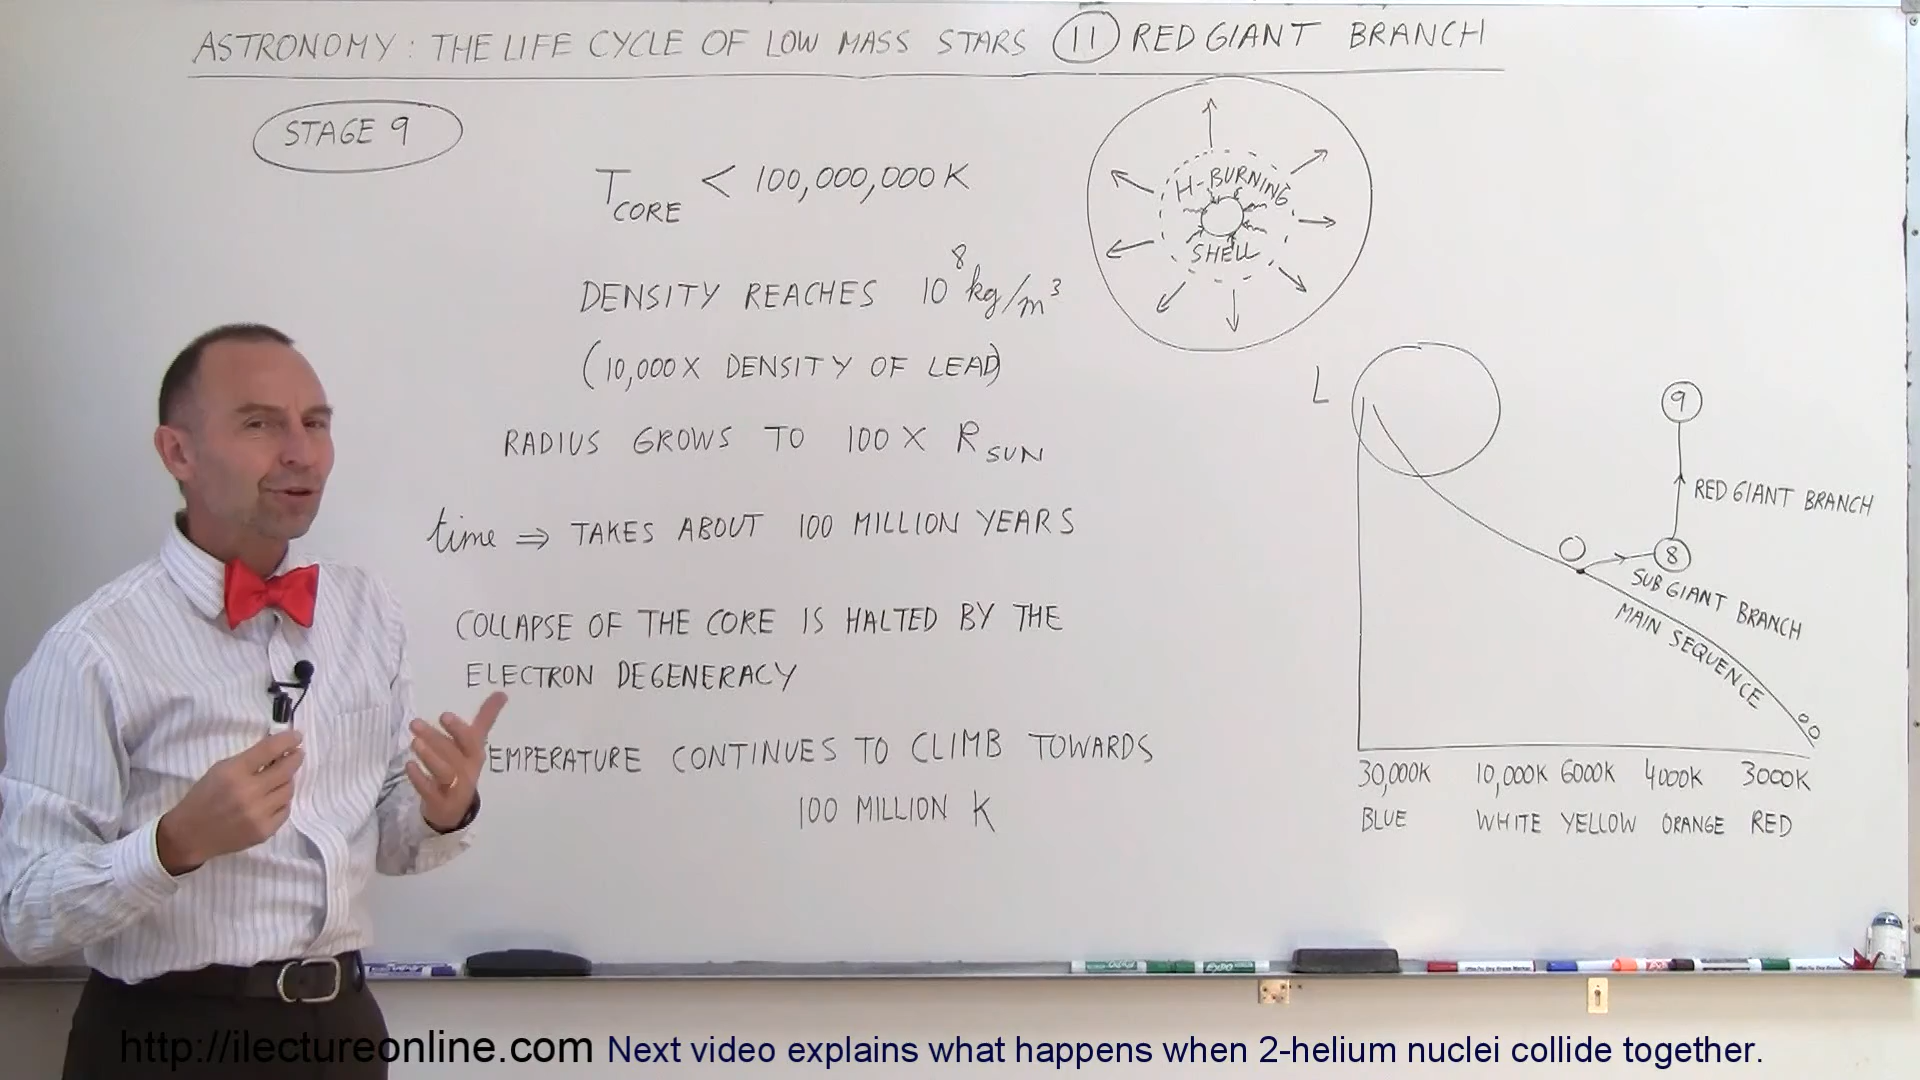 ASTRONOMY: THE LIFE CYCLE OF LOW MASS STARS 11 RED GIANT BRANCH
STAGE 9
T CORE < 100,000,000 K
DENSITY REACHES 10⁸ kg/m³
(10,000 X DENSITY OF LEAD)
RADIUS GROWS TO 100 X R SUN
time ⇒ TAKES ABOUT 100 MILLION YEARS
COLLAPSE OF THE CORE IS HALTED BY THE
ELECTRON DEGENERACY
EMPERATURE CONTINUES TO CLIMB TOWARDS
100 MILLION K
H-BURNING
SHELL
L
9
RED GIANT BRANCH
8
SUB GIANT BRANCH
MAIN SEQUENCE
30,000K 10,000K 6000K 4000K 3000K
BLUE WHITE YELLOW ORANGE RED
EXPO
http://ilectureonline.com Next video explains what happens when 2-helium nuclei collide together.